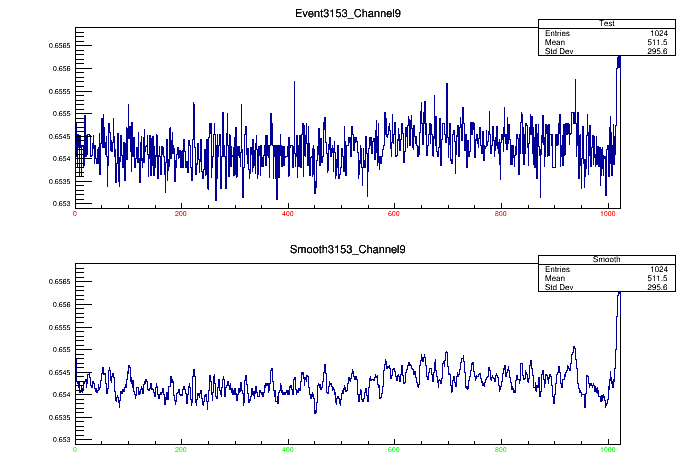 Event3153_Channel9
Test
Entries 1024
Mean 511.5
Std Dev 295.6
0.6565
0.656
0.6555
0.655
0.6545
0.654
0.6535
0.653
0 200 400 600 800 1000
Smooth3153_Channel9
Smooth
Entries 1024
Mean 511.5
Std Dev 295.6
0.6565
0.656
0.6555
0.655
0.6545
0.654
0.6535
0.653
0 200 400 600 800 1000